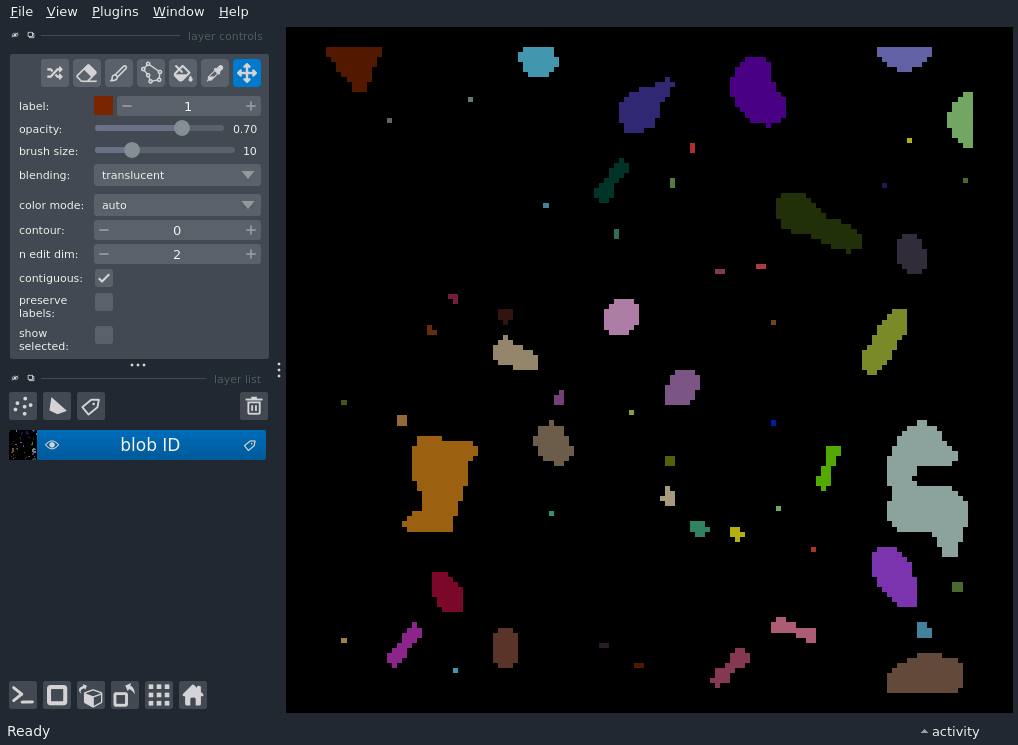 File View Plugins Window Help
layer controls
label: 1
opacity: 0.70
brush size: 10
blending: translucent
color mode: auto
contour: 0
n edit dim: 2
contiguous:
preserve
labels:
show
selected:
layer list
blob ID
Ready
activity